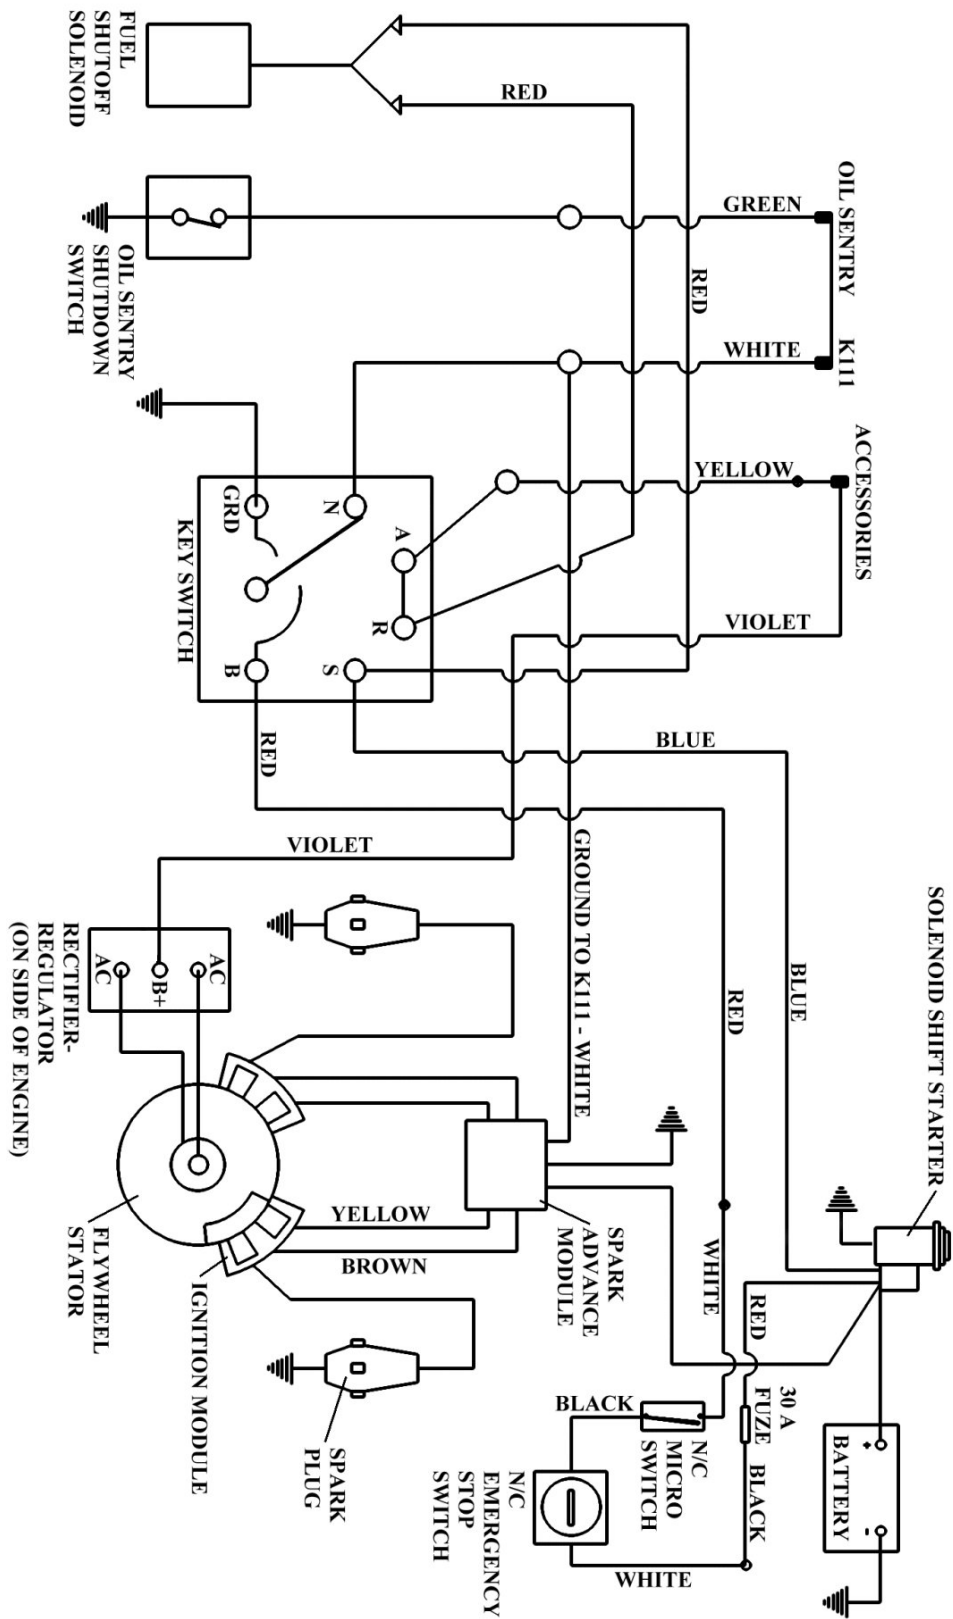 FUEL
SHUTOFF
SOLENOID
RED
RED
OIL SENTRY
SHUTDOWN
SWITCH
GREEN
OIL SENTRY
K111
WHITE
ACCESSORIES
YELLOW
VIOLET
GRD
N
A
R
B
S
KEY SWITCH
RED
BLUE
VIOLET
GROUND TO K111 - WHITE
BLUE
RED
SOLENOID SHIFT STARTER
AC
B+
AC
RECTIFIER-
REGULATOR
(ON SIDE OF ENGINE)
FLYWHEEL
STATOR
IGNITION MODULE
YELLOW
BROWN
SPARK
ADVANCE
MODULE
SPARK
PLUG
WHITE
RED
30 A
FUZE
BLACK
BLACK
N/C
MICRO
SWITCH
N/C
EMERGENCY
STOP
SWITCH
WHITE
+
-
BATTERY